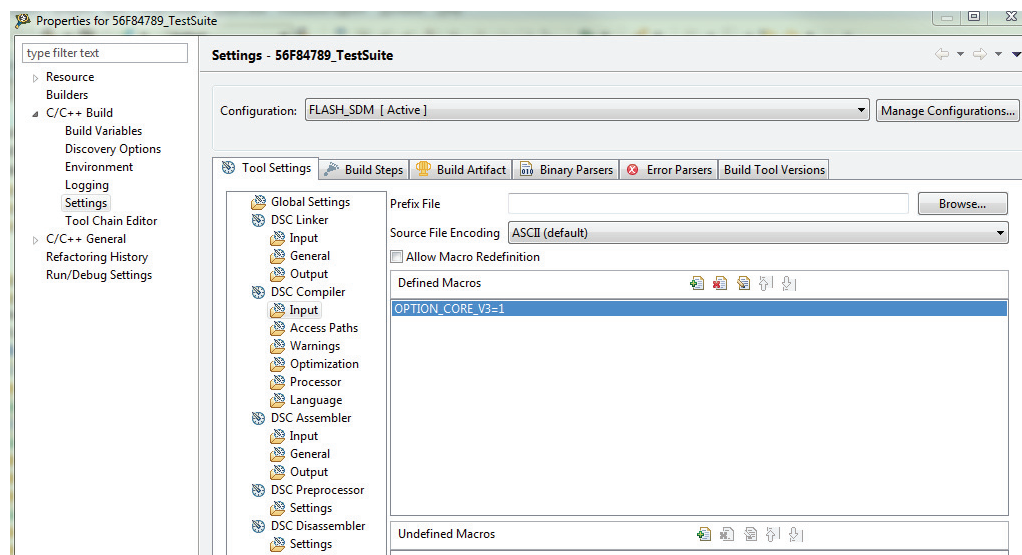 Properties for 56F84789_TestSuite
type filter text
Resource
Builders
C/C++ Build
Build Variables
Discovery Options
Environment
Logging
Settings
Tool Chain Editor
C/C++ General
Refactoring History
Run/Debug Settings
Settings - 56F84789_TestSuite
Configuration: FLASH_SDM [ Active ] Manage Configurations...
Tool Settings Build Steps Build Artifact Binary Parsers Error Parsers Build Tool Versions
Global Settings
DSC Linker
Input
General
Output
DSC Compiler
Input
Access Paths
Warnings
Optimization
Processor
Language
DSC Assembler
Input
General
Output
DSC Preprocessor
Settings
DSC Disassembler
Settings
Prefix File Browse...
Source File Encoding ASCII (default)
Allow Macro Redefinition
Defined Macros
OPTION_CORE_V3=1
Undefined Macros